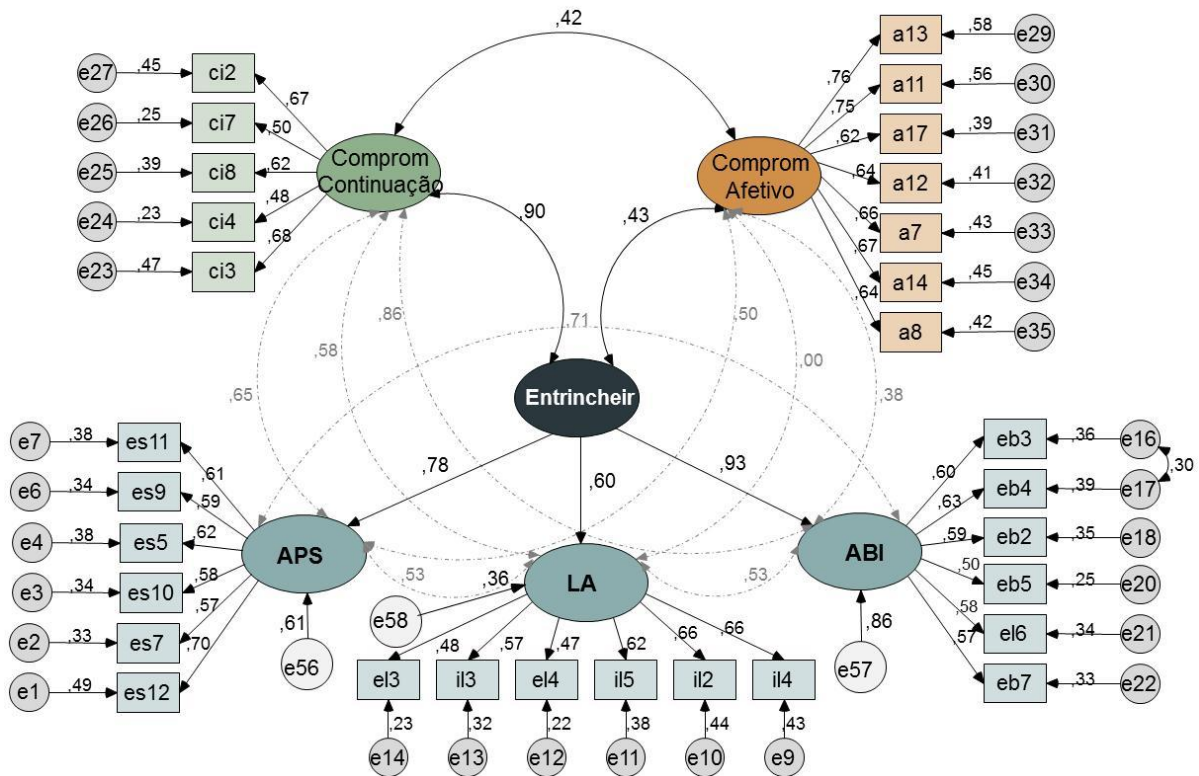 ,42
e27 ,45 ci2 ,67
e26 ,25 ci7 ,50
e25 ,39 ci8 ,62
e24 ,23 ci4 ,48
e23 ,47 ci3 ,68
Comprom
Continuação
Comprom
Afetivo
,76 a13 ,58 e29
,75 a11 ,56 e30
,62 a17 ,39 e31
,64 a12 ,41 e32
,66 a7 ,43 e33
,67 a14 ,45 e34
,64 a8 ,42 e35
,90
,43
,86
,71
,50
,58
,00
,65
,38
Entrincheir
,78
,60
,93
e7 ,38 es11 ,61
e6 ,34 es9 ,59
e4 ,38 es5 ,62
e3 ,34 es10 ,58
e2 ,33 es7 ,57
e1 ,49 es12 ,70
APS
,61
e56
,53
,36
e58
LA
,53
ABI
,86
e57
,60 eb3 ,36 e16
,30
,63 eb4 ,39 e17
,59 eb2 ,35 e18
,50 eb5 ,25 e20
,58 el6 ,34 e21
,57 eb7 ,33 e22
,48 ,57 ,47 ,62 ,66 ,66
el3 il3 el4 il5 il2 il4
,23 ,32 ,22 ,38 ,44 ,43
e14 e13 e12 e11 e10 e9